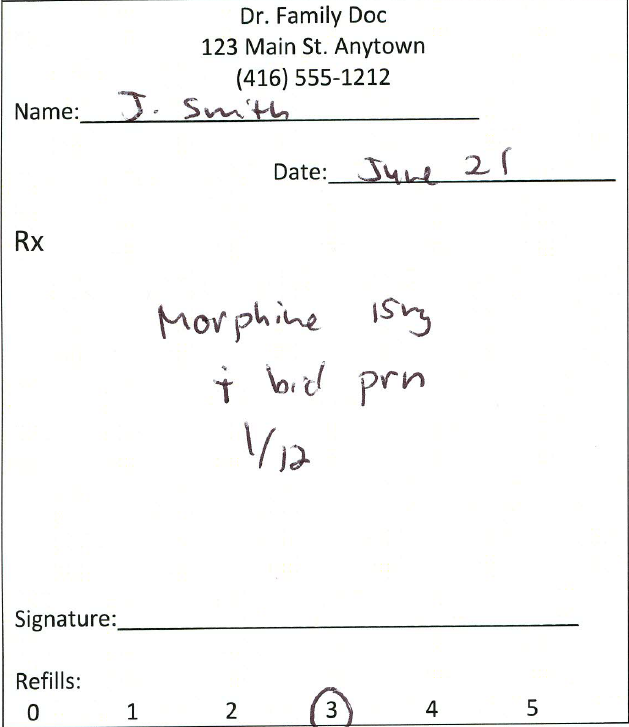 Dr. Family Doc
123 Main St. Anytown
(416) 555-1212
Name: J. Smith
Date: June 21
Rx
Morphine 15mg
† bid prn
1/12
Signature:
Refills:
0 1 2 3 4 5